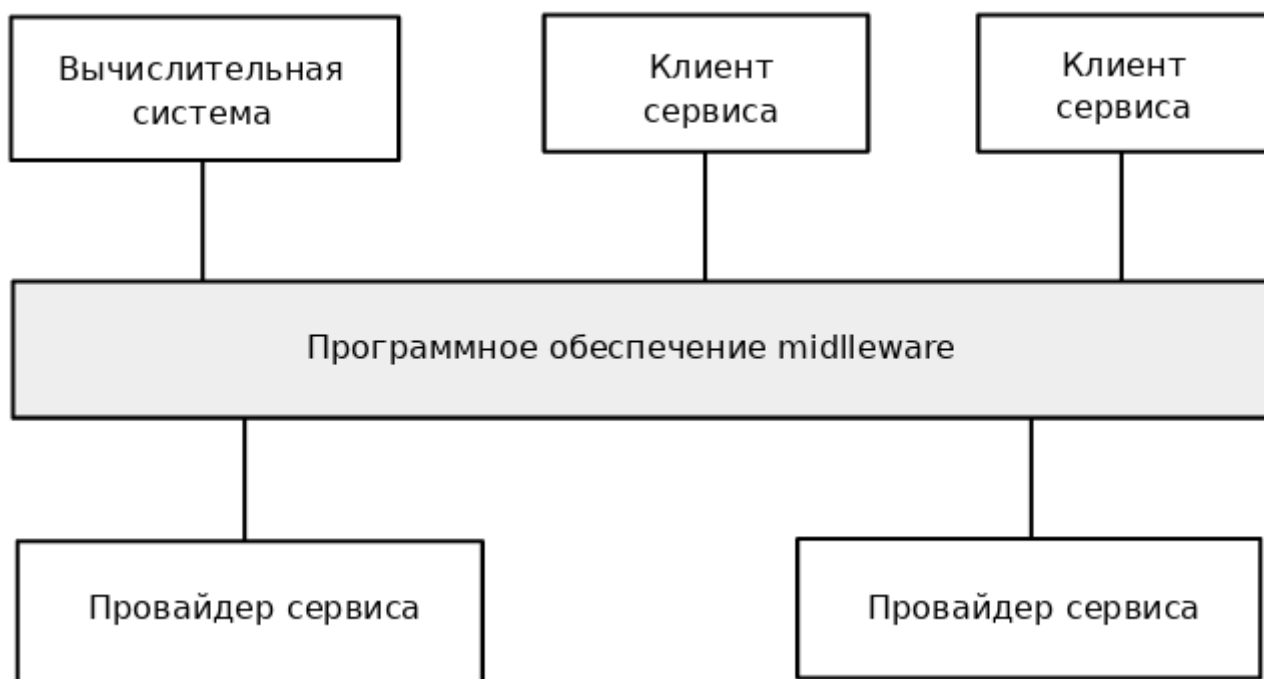 Вычислительная
система
Клиент
сервиса
Клиент
сервиса
Программное обеспечение midlleware
Провайдер сервиса
Провайдер сервиса